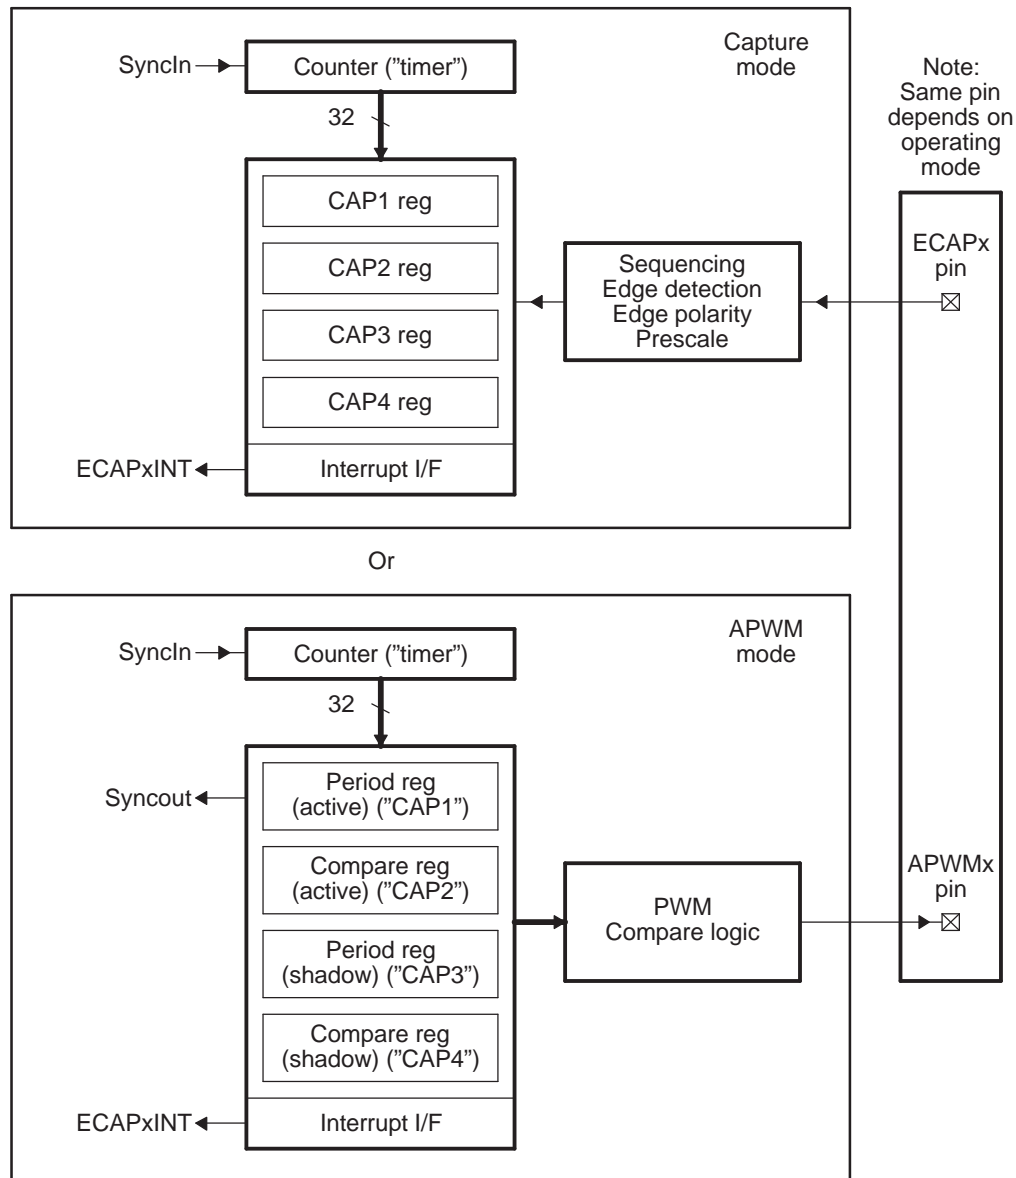 Capture
mode
SyncIn
Counter (”timer”)
32
CAP1 reg
CAP2 reg
CAP3 reg
CAP4 reg
Interrupt I/F
ECAPxINT
Sequencing
Edge detection
Edge polarity
Prescale
Note:
Same pin
depends on
operating
mode
ECAPx
pin
Or
APWM
mode
SyncIn
Counter (”timer”)
32
Syncout
Period reg
(active) (”CAP1”)
Compare reg
(active) (”CAP2”)
Period reg
(shadow) (”CAP3”)
Compare reg
(shadow) (”CAP4”)
Interrupt I/F
ECAPxINT
PWM
Compare logic
APWMx
pin